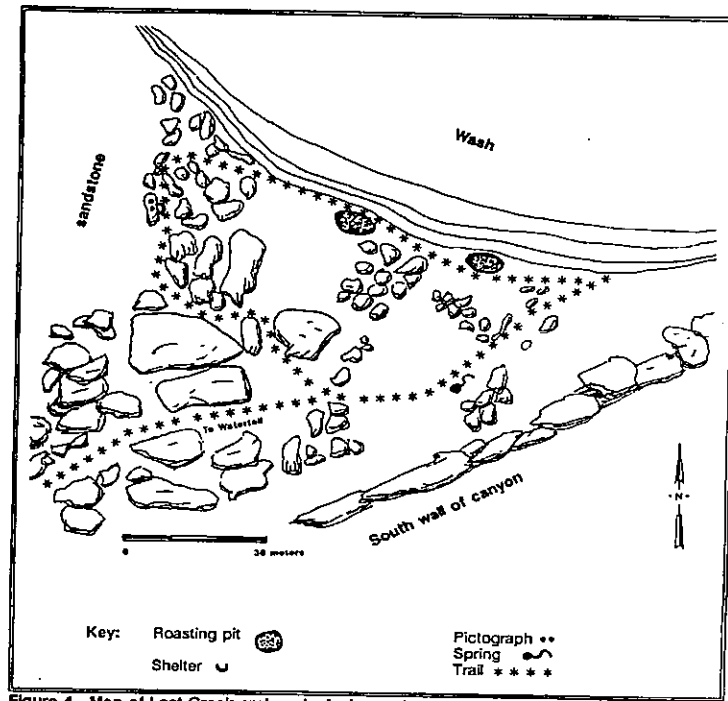 Wash
sandstone
To Waterfall
South wall of canyon
0 30 meters
N
Key: Roasting pit
Shelter
Pictograph
Spring
Trail
Figure 4. Map of Lost Creek